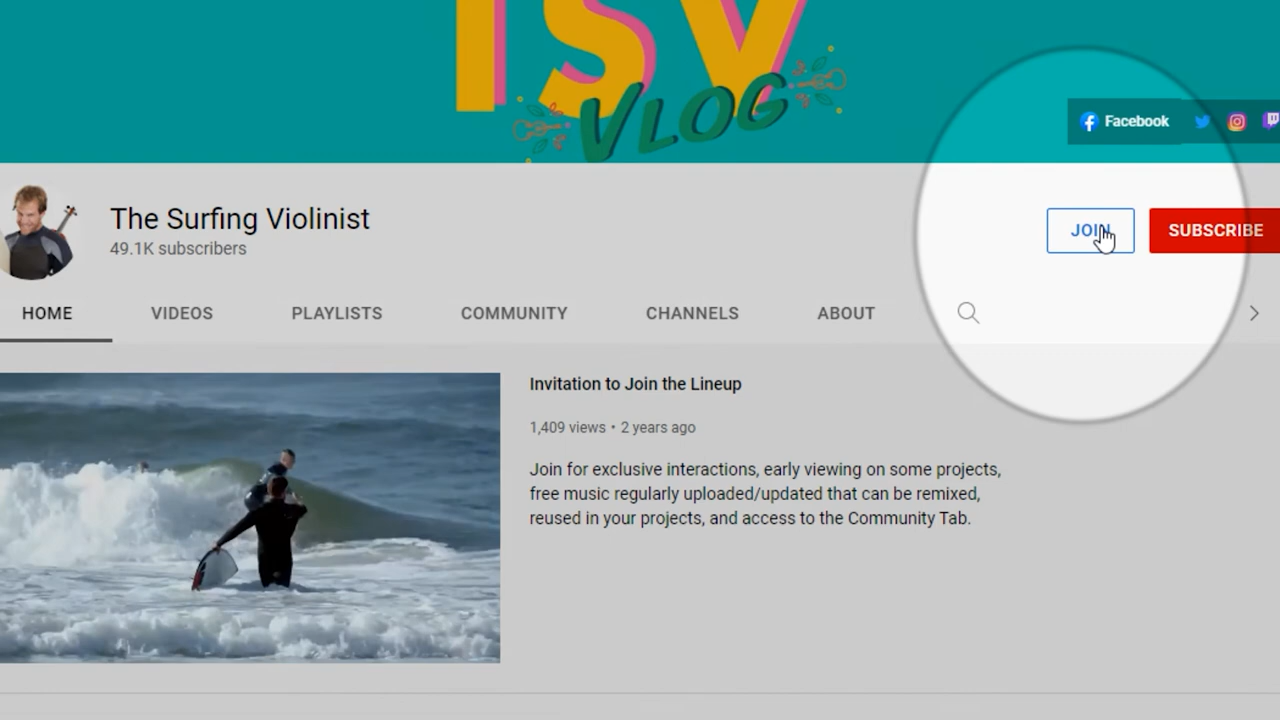 TSV
VLOG
Facebook
The Surfing Violinist
49.1K subscribers
JOIN
SUBSCRIBE
HOME
VIDEOS
PLAYLISTS
COMMUNITY
CHANNELS
ABOUT
Invitation to Join the Lineup
1,409 views • 2 years ago
Join for exclusive interactions, early viewing on some projects,
free music regularly uploaded/updated that can be remixed,
reused in your projects, and access to the Community Tab.